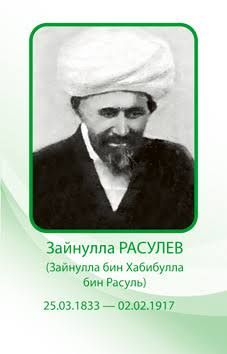 Зайнулла РАСУЛЕВ
(Зайнулла бин Хабибулла
бин Расуль)
25.03.1833 — 02.02.1917